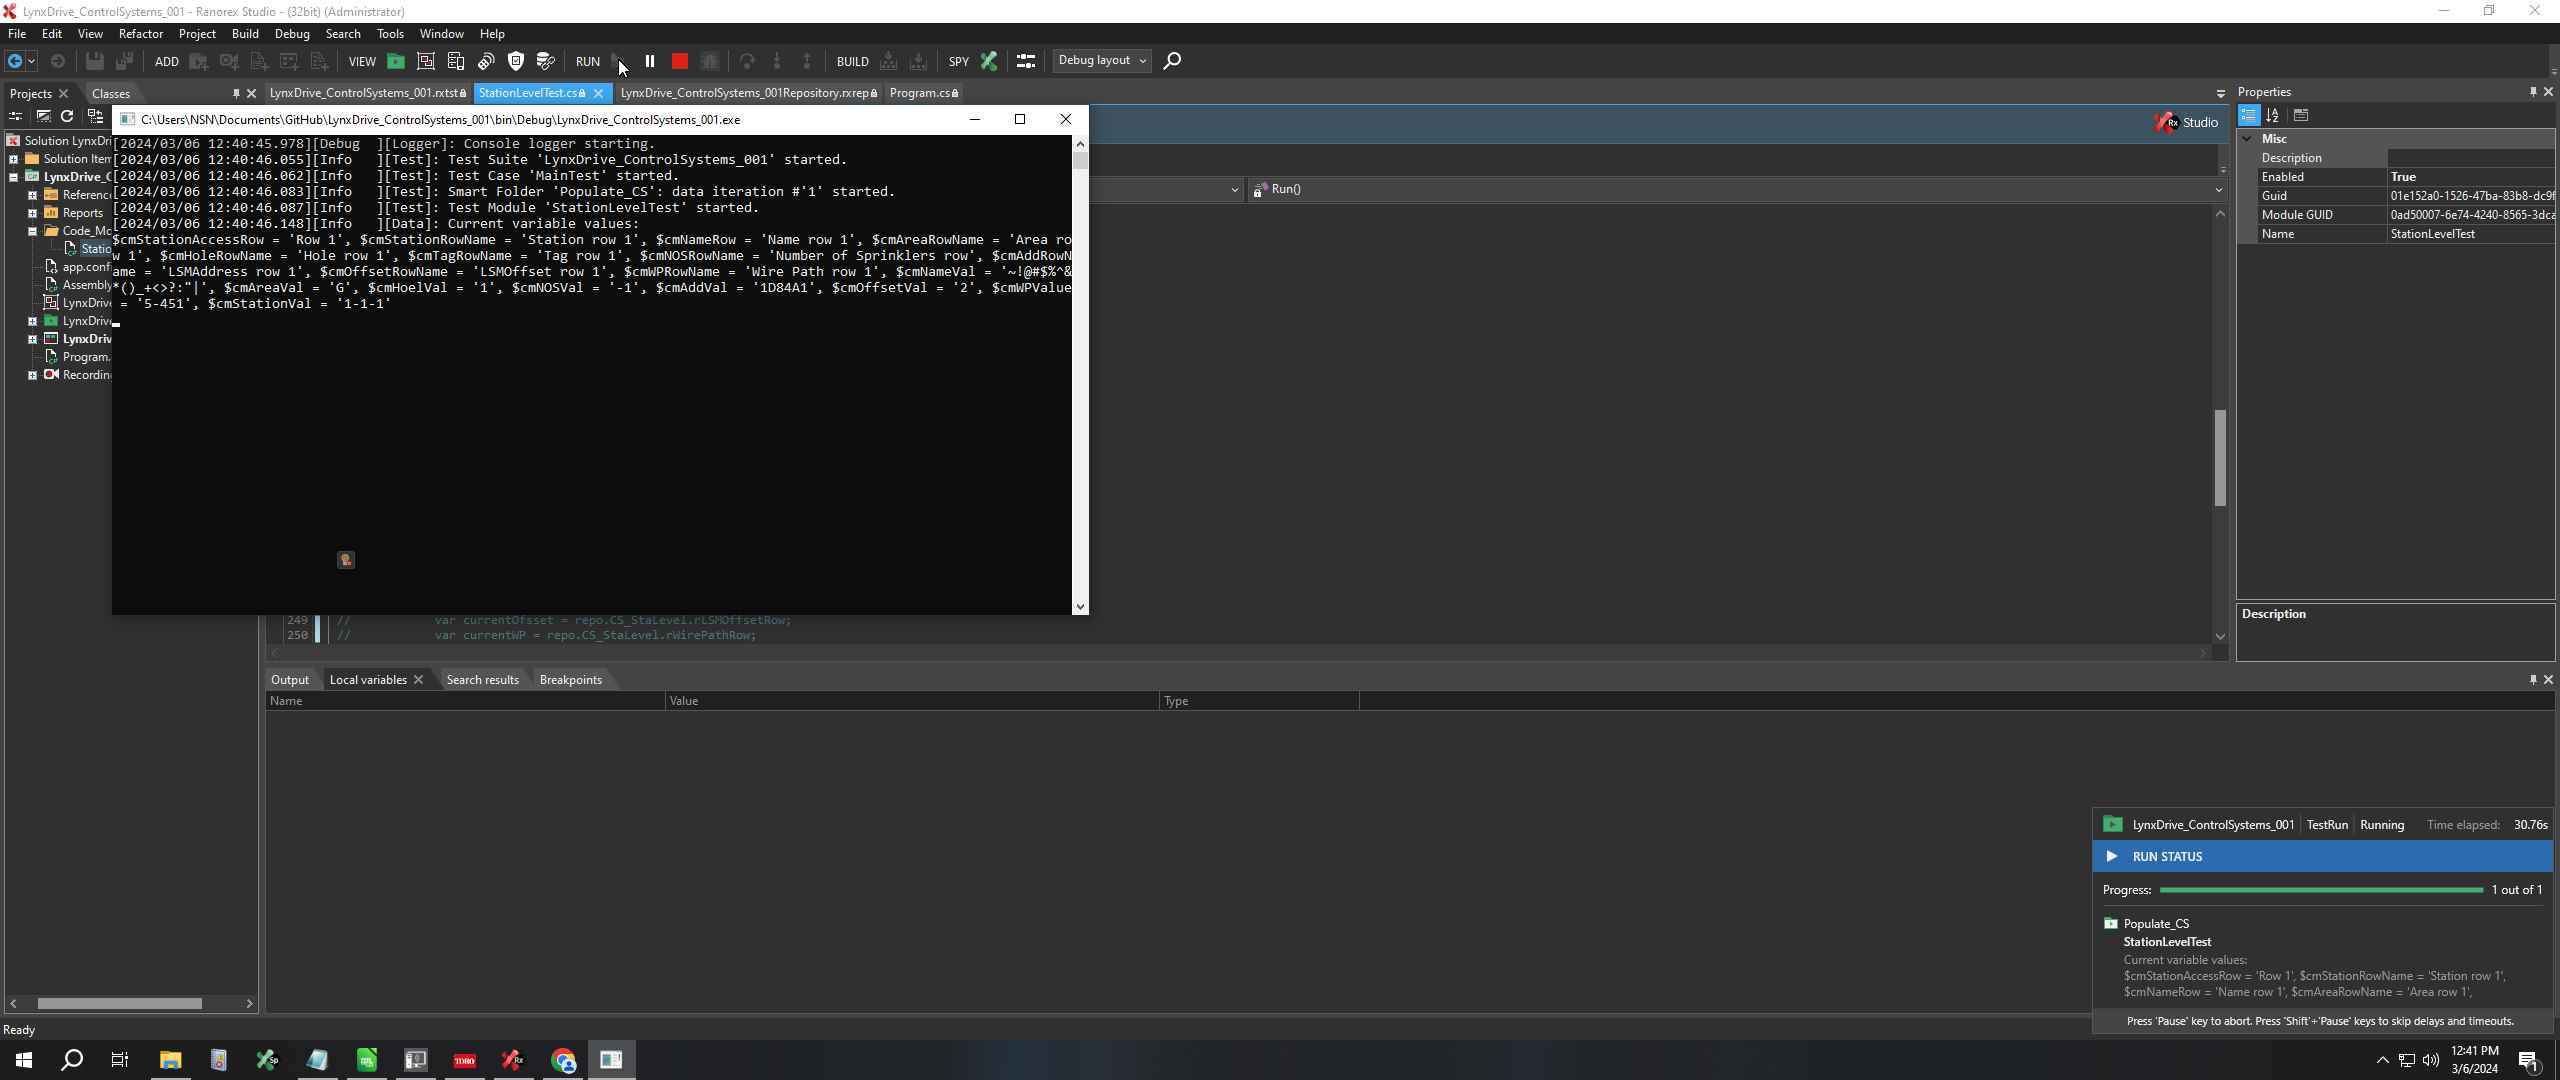 LynxDrive_ControlSystems_001 - Ranorex Studio - (32bit) (Administrator)
File Edit View Refactor Project Build Debug Search Tools Window Help
ADD VIEW RUN BUILD SPY Debug layout
Projects Classes LynxDrive_ControlSystems_001.rxtst StationLevelTest.cs LynxDrive_ControlSystems_001Repository.rxrep Program.cs Properties
C:\Users\NSN\Documents\GitHub\LynxDrive_ControlSystems_001\bin\Debug\LynxDrive_ControlSystems_001.exe
Rx Studio
Solution LynxDri
Solution Item
LynxDrive_C
Reference
Reports
Code_Mo
Statio
app.conf
Assembly
LynxDrive
LynxDriv
LynxDriv
Program.
Recordin
[2024/03/06 12:40:45.978][Debug ][Logger]: Console logger starting.
[2024/03/06 12:40:46.055][Info ][Test]: Test Suite 'LynxDrive_ControlSystems_001' started.
[2024/03/06 12:40:46.062][Info ][Test]: Test Case 'MainTest' started.
[2024/03/06 12:40:46.083][Info ][Test]: Smart Folder 'Populate_CS': data iteration #'1' started.
[2024/03/06 12:40:46.087][Info ][Test]: Test Module 'StationLevelTest' started.
[2024/03/06 12:40:46.148][Info ][Data]: Current variable values:
$cmStationAccessRow = 'Row 1', $cmStationRowName = 'Station row 1', $cmNameRow = 'Name row 1', $cmAreaRowName = 'Area ro
w 1', $cmHoleRowName = 'Hole row 1', $cmTagRowName = 'Tag row 1', $cmNOSRowName = 'Number of Sprinklers row', $cmAddRowN
ame = 'LSMAddress row 1', $cmOffsetRowName = 'LSMOffset row 1', $cmWPRowName = 'Wire Path row 1', $cmNameVal = '~!@#$%^&
*()_+<>?:"|', $cmAreaVal = 'G', $cmHoelVal = '1', $cmNOSVal = '-1', $cmAddVal = '1D84A1', $cmOffsetVal = '2', $cmWPValue
= '5-451', $cmStationVal = '1-1-1'
Run()
249 // var currentOfsset = repo.CS_StaLevel.rLSMOffsetRow;
250 // var currentWP = repo.CS_StaLevel.rWirePathRow;
Misc
Description
Enabled True
Guid 01e152a0-1526-47ba-83b8-dc9f
Module GUID 0ad50007-6e74-4240-8565-3dca
Name StationLevelTest
Description
Output Local variables Search results Breakpoints
Name Value Type
LynxDrive_ControlSystems_001 TestRun Running Time elapsed: 30.76s
RUN STATUS
Progress: 1 out of 1
Populate_CS
StationLevelTest
Current variable values:
$cmStationAccessRow = 'Row 1', $cmStationRowName = 'Station row 1',
$cmNameRow = 'Name row 1', $cmAreaRowName = 'Area row 1',
Press 'Pause' key to abort. Press 'Shift'+'Pause' keys to skip delays and timeouts.
Ready
Sp
TORO
Rx
12:41 PM
3/6/2024
1